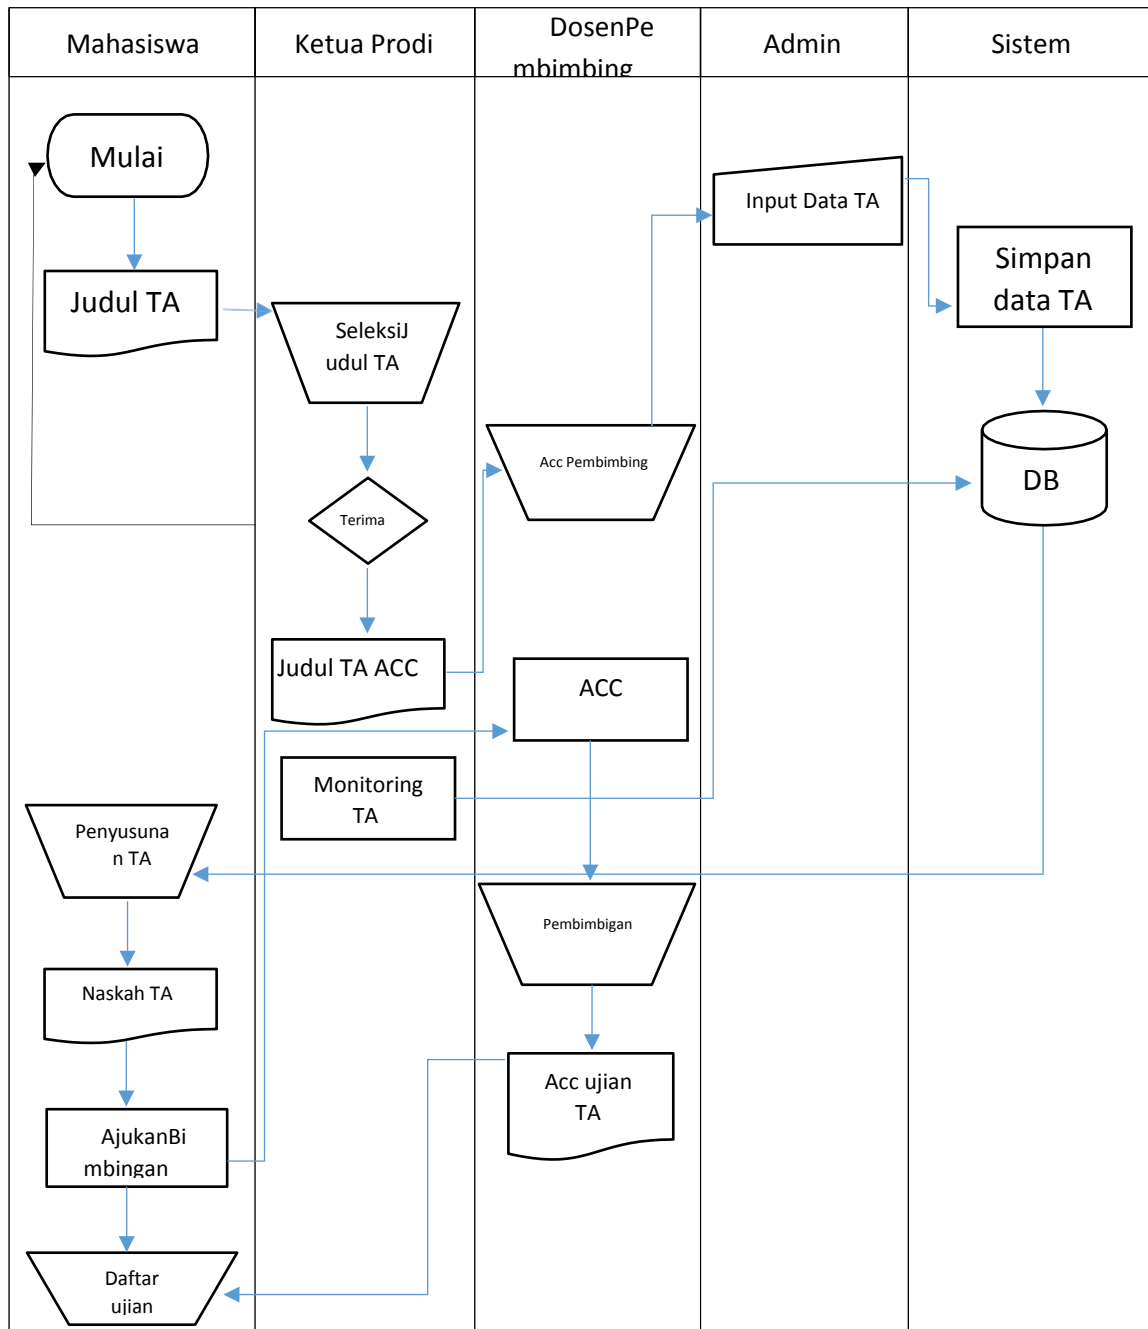 Mahasiswa
Ketua Prodi
DosenPe
mbimbing
Admin
Sistem
Mulai
Judul TA
SeleksiJ
udul TA
Terima
Judul TA ACC
Monitoring
TA
Acc Pembimbing
ACC
Pembimbigan
Acc ujian
TA
Input Data TA
Simpan
data TA
DB
Penyusuna
n TA
Naskah TA
AjukanBi
mbingan
Daftar
ujian